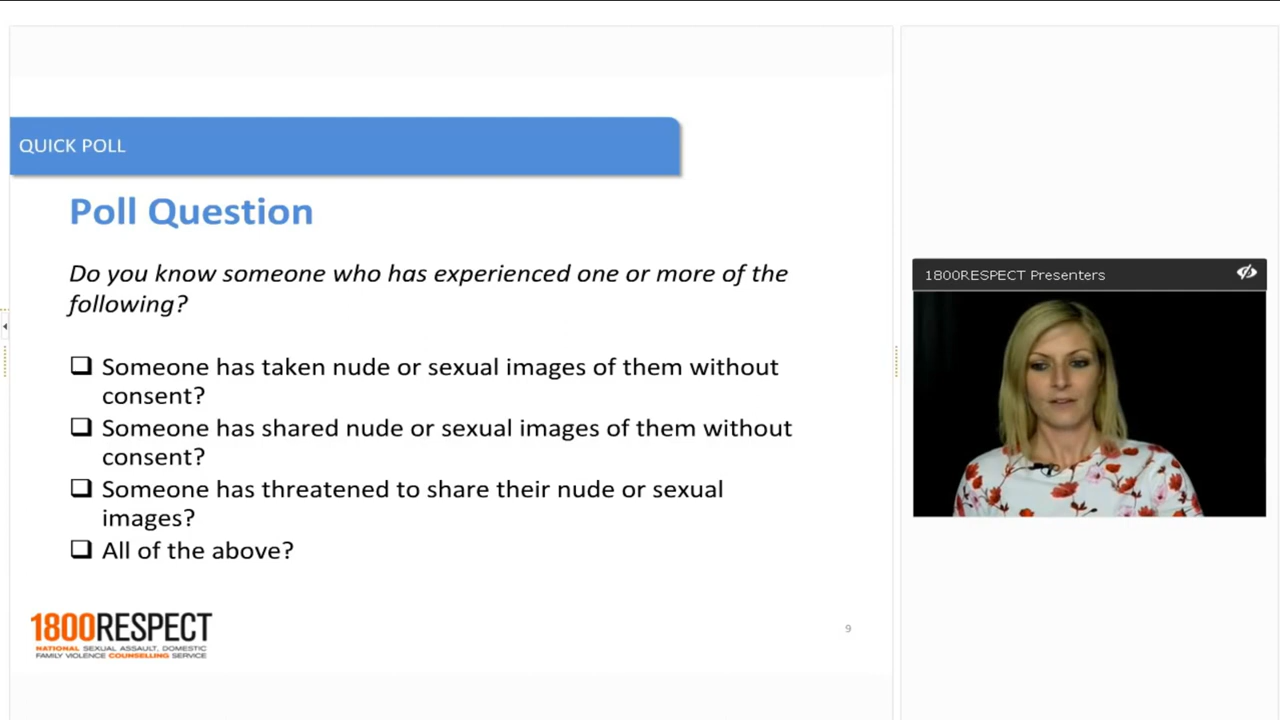 QUICK POLL
Poll Question
Do you know someone who has experienced one or more of the
following?
Someone has taken nude or sexual images of them without
consent?
Someone has shared nude or sexual images of them without
consent?
Someone has threatened to share their nude or sexual
images?
All of the above?
1800RESPECT
NATIONAL SEXUAL ASSAULT, DOMESTIC
FAMILY VIOLENCE COUNSELLING SERVICE
9
1800RESPECT Presenters